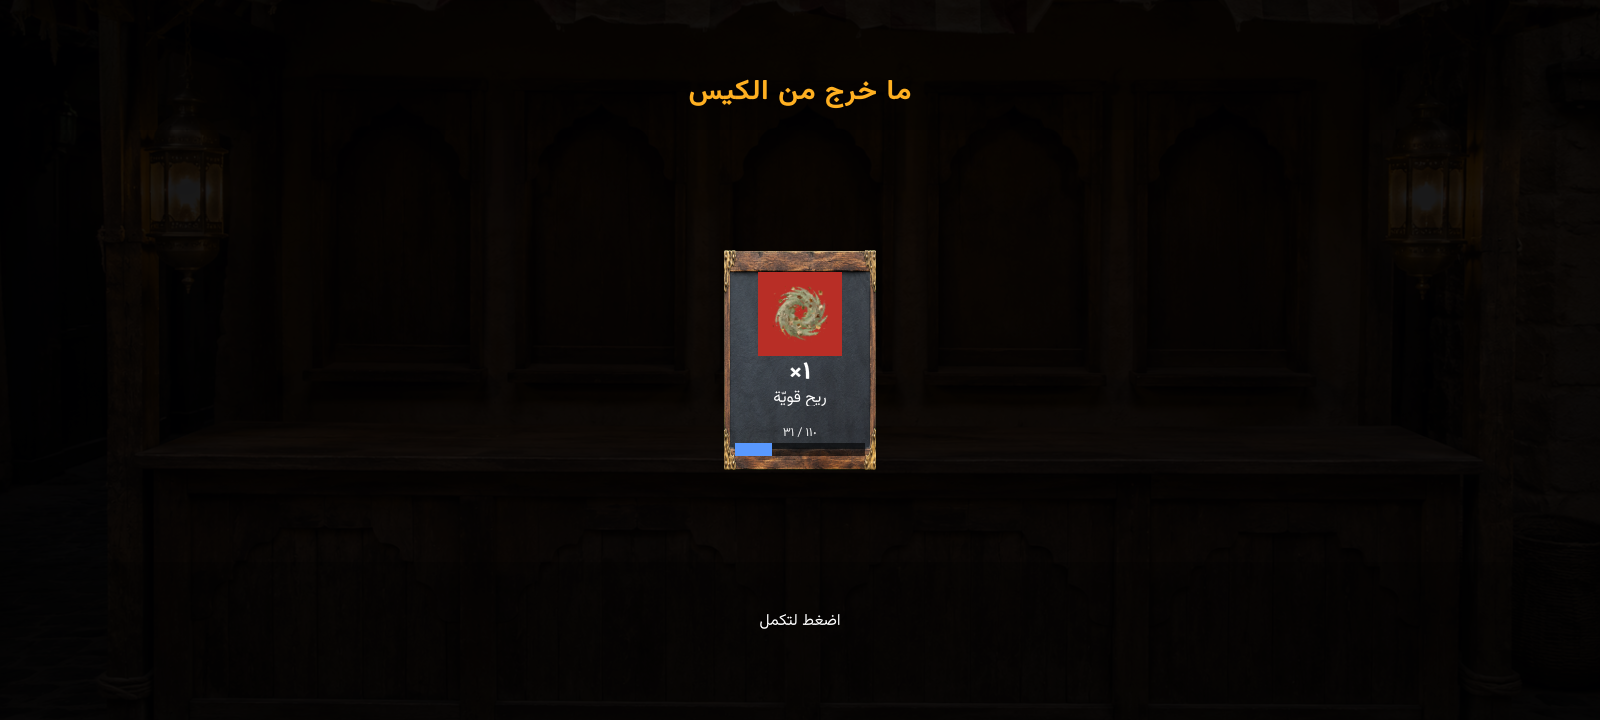 ما خرج من الكيس
×١
ريح قويّة
٣١ / ١١٠
اضغط لتكمل